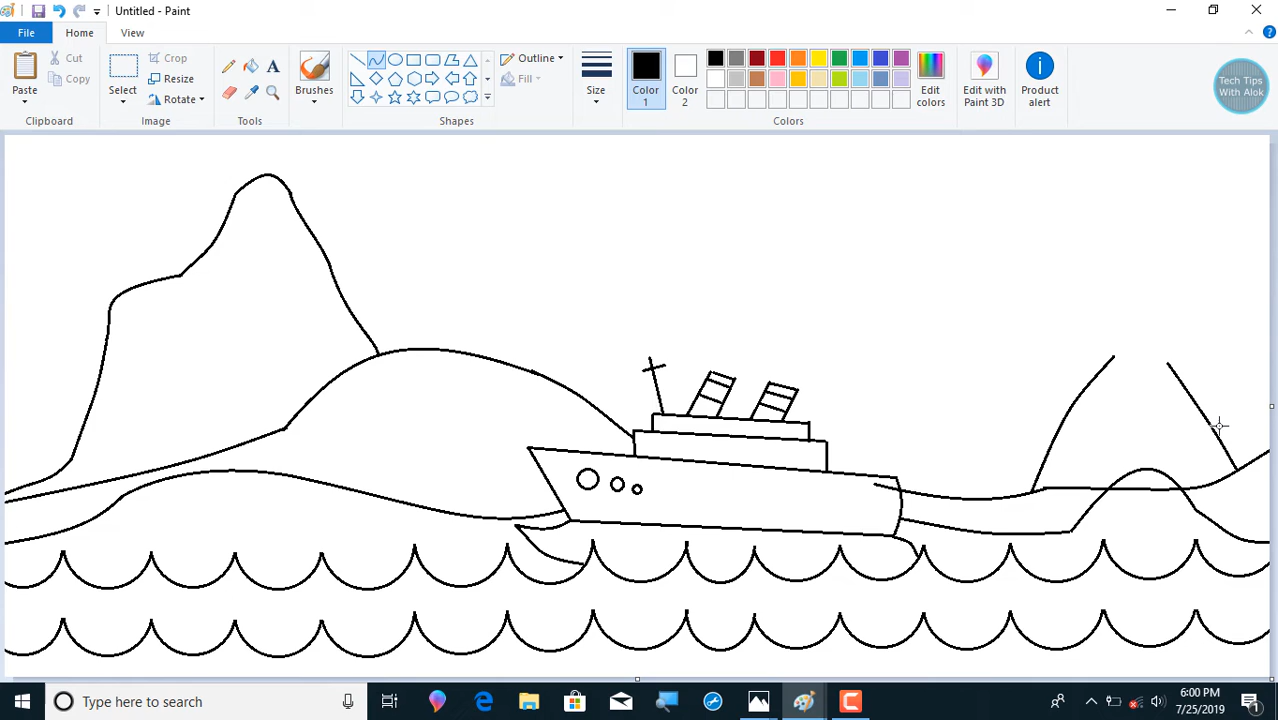 Untitled - Paint
File
Home
View
Paste
Cut
Copy
Clipboard
Select
Crop
Resize
Rotate
Image
A
Tools
Brushes
Outline
Fill
Shapes
Size
Color
1
Color
2
Edit
colors
Colors
Edit with
Paint 3D
Product
alert
Tech Tips
With Alok
Type here to search
6:00 PM
7/25/2019
1